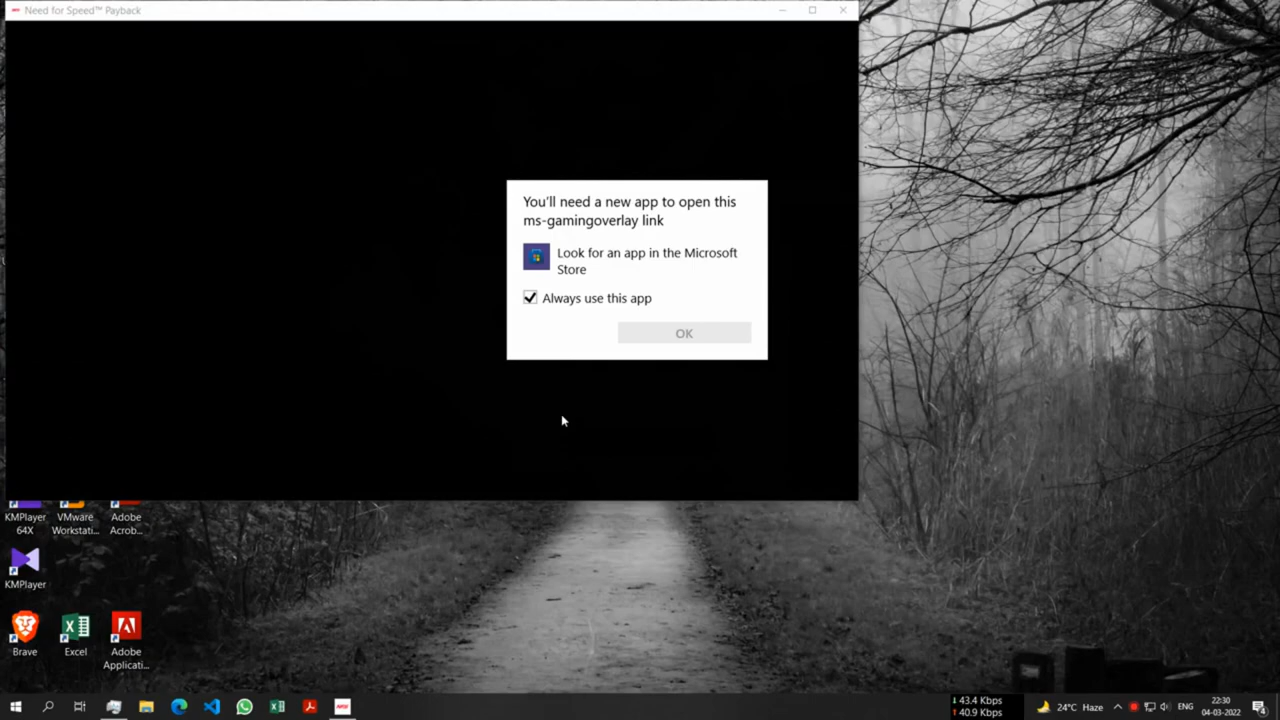 Need for Speed™ Payback
You'll need a new app to open this
ms-gamingoverlay link
Look for an app in the Microsoft
Store
Always use this app
OK
KMPlayer
64X
VMware
Workstati...
Adobe
Acrob...
KMPlayer
Brave
Excel
Adobe
Applicati...
↓ 43.4 Kbps
↑ 40.9 Kbps
24°C Haze
ENG
22:30
04-03-2022
4